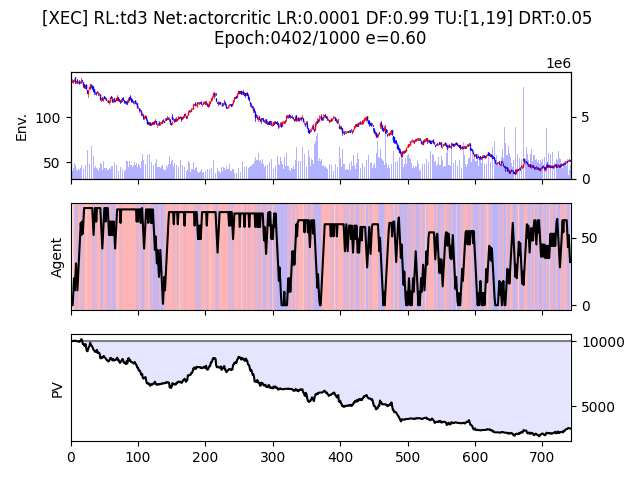 [XEC] RL:td3 Net:actorcritic LR:0.0001 DF:0.99 TU:[1,19] DRT:0.05
Epoch:0402/1000 e=0.60
1e6
Env.
100
50
5
0
Agent
50
0
PV
10000
5000
0 100 200 300 400 500 600 700